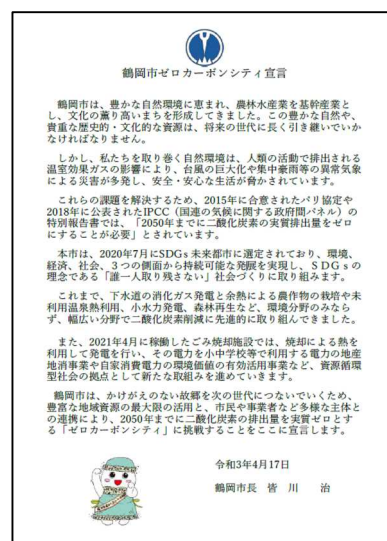 鶴岡市ゼロカーボンシティ宣言
鶴岡市は、豊かな自然環境に恵まれ、農林水産業を基幹産業と
し、文化の薫り高いまちを形成してきました。この豊かな自然や、
貴重な歴史的・文化的な資源は、将来の世代に長く引き継いでいか
なければなりません。
しかし、私たちを取り巻く自然環境は、人類の活動で排出される
温室効果ガスの影響により、台風の巨大化や集中豪雨等の異常気象
による災害が多発し、安全・安心な生活が脅かされています。
これらの課題を解決するため、2015年に合意されたパリ協定や
2018年に公表されたIPCC（国連の気候に関する政府間パネル）の
特別報告書では、「2050年までに二酸化炭素の実質排出量をゼロ
にすることが必要」とされています。
本市は、2020年7月にSDGs未来都市に選定されており、環境、
経済、社会、３つの側面から持続可能な発展を実現し、ＳＤＧｓの
理念である「誰一人取り残さない」社会づくりに取り組みます。
これまで、下水道の消化ガス発電と余熱による農作物の栽培や未
利用温泉熱利用、小水力発電、森林再生など、環境分野のみなら
ず、幅広い分野で二酸化炭素削減に先進的に取り組んできました。
また、2021年4月に稼働したごみ焼却施設では、焼却による熱を
利用して発電を行い、その電力を小中学校等で利用する電力の地産
地消事業や自家消費電力の環境価値の有効活用事業など、資源循環
型社会の拠点として新たな取組みを進めていきます。
鶴岡市は、かけがえのない故郷を次の世代につないでいくため、
豊富な地域資源の最大限の活用と、市民や事業者など多様な主体と
の連携により、2050年までに二酸化炭素の排出量を実質ゼロとす
る「ゼロカーボンシティ」に挑戦することをここに宣言します。
令和3年4月17日
鶴岡市長 皆川 治